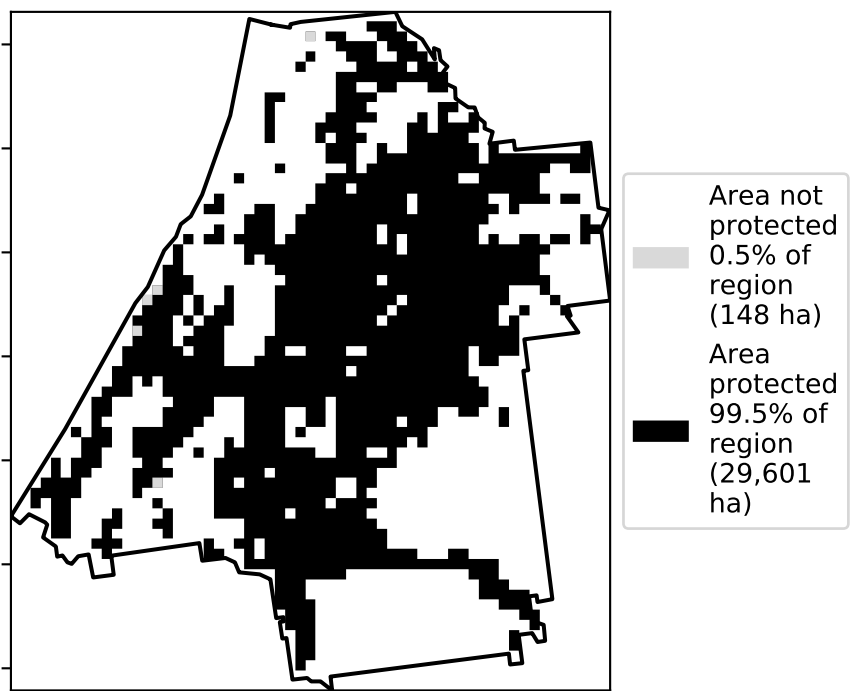 Area not
protected
0.5% of
region
(148 ha)
Area
protected
99.5% of
region
(29,601
ha)